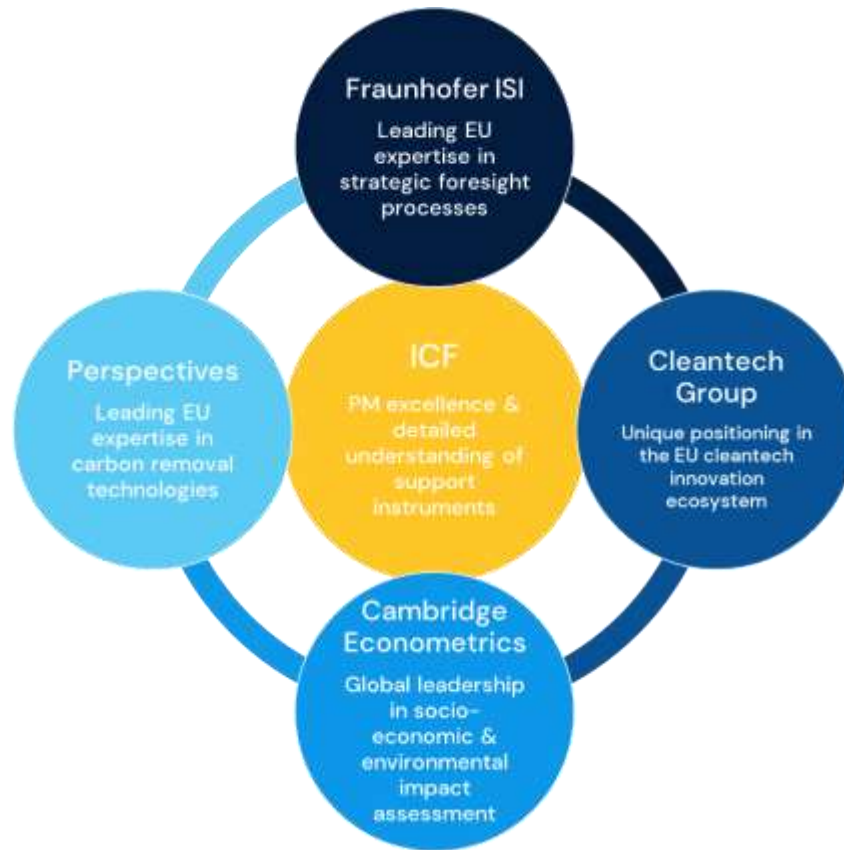 Fraunhofer ISI
Leading EU
expertise in
strategic foresight
processes
Perspectives
Leading EU
expertise in
carbon removal
technologies
ICF
PM excellence &
detailed
understanding of
support
instruments
Cleantech
Group
Unique positioning in
the EU cleantech
innovation
ecosystem
Cambridge
Econometrics
Global leadership
in socio-
economic &
environmental
impact
assessment